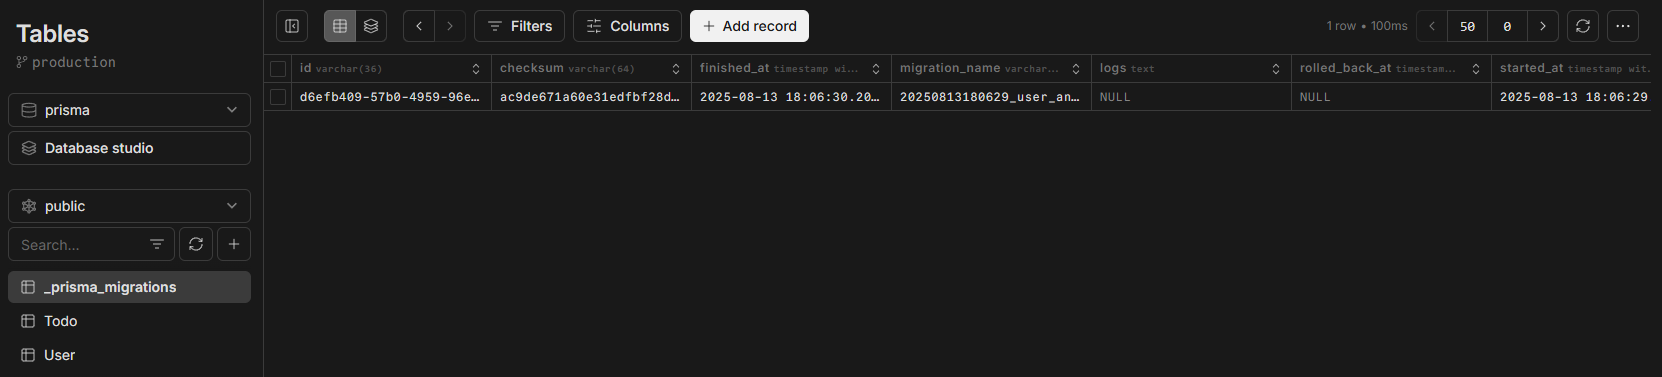 Tables
production
prisma
Database studio
public
Search...
_prisma_migrations
Todo
User
Filters
Columns
Add record
1 row • 100ms
50
0
id varchar(36)
checksum varchar(64)
finished_at timestamp wi...
migration_name varchar...
logs text
rolled_back_at timestam...
started_at timestamp wit.
d6efb409-57b0-4959-96e…
ac9de671a60e31edfbf28d…
2025-08-13 18:06:30.20…
20250813180629_user_an…
NULL
NULL
2025-08-13 18:06:29